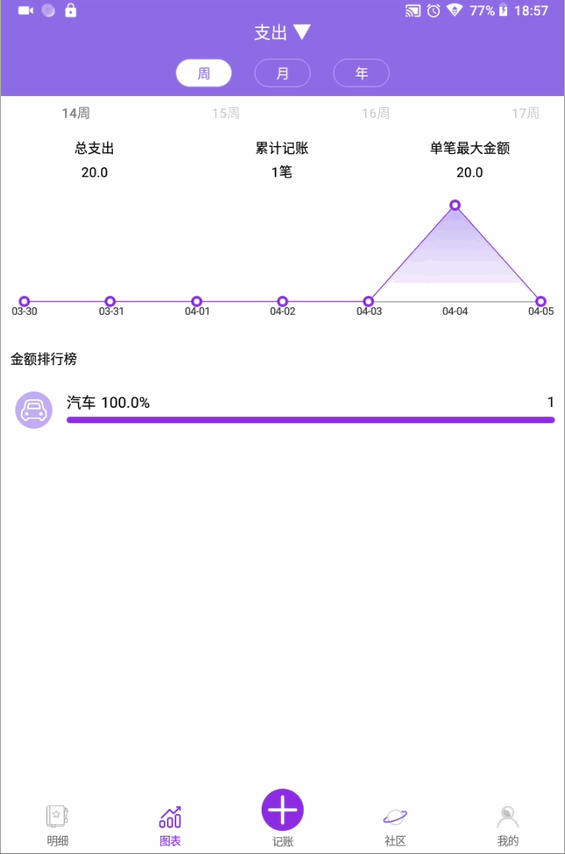 77% 18:57
支出
周 月 年
14周 15周 16周 17周
总支出 累计记账 单笔最大金额
20.0 1笔 20.0
03-30 03-31 04-01 04-02 04-03 04-04 04-05
金额排行榜
汽车 100.0% 1
明细 图表 记账 社区 我的